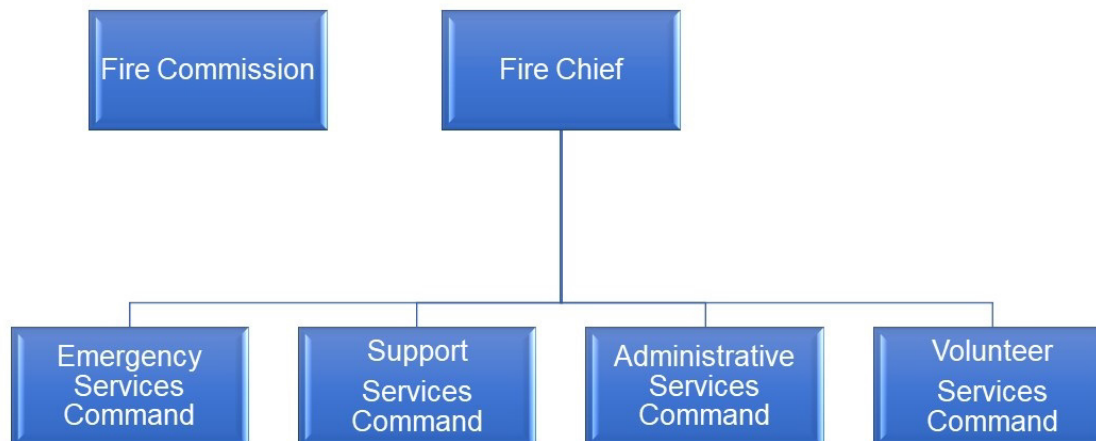 Fire Commission
Fire Chief
Emergency
Services
Command
Support
Services
Command
Administrative
Services
Command
Volunteer
Services
Command